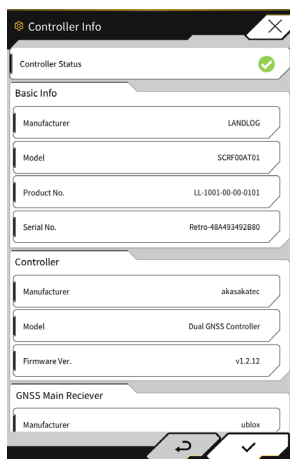 Controller Info
Controller Status
Basic Info
Manufacturer LANDLOG
Model SCRF00AT01
Product No. LL-1001-00-00-0101
Serial No. Retro-48A493492B80
Controller
Manufacturer akasakatec
Model Dual GNSS Controller
Firmware Ver. v1.2.12
GNSS Main Reciever
Manufacturer ublox